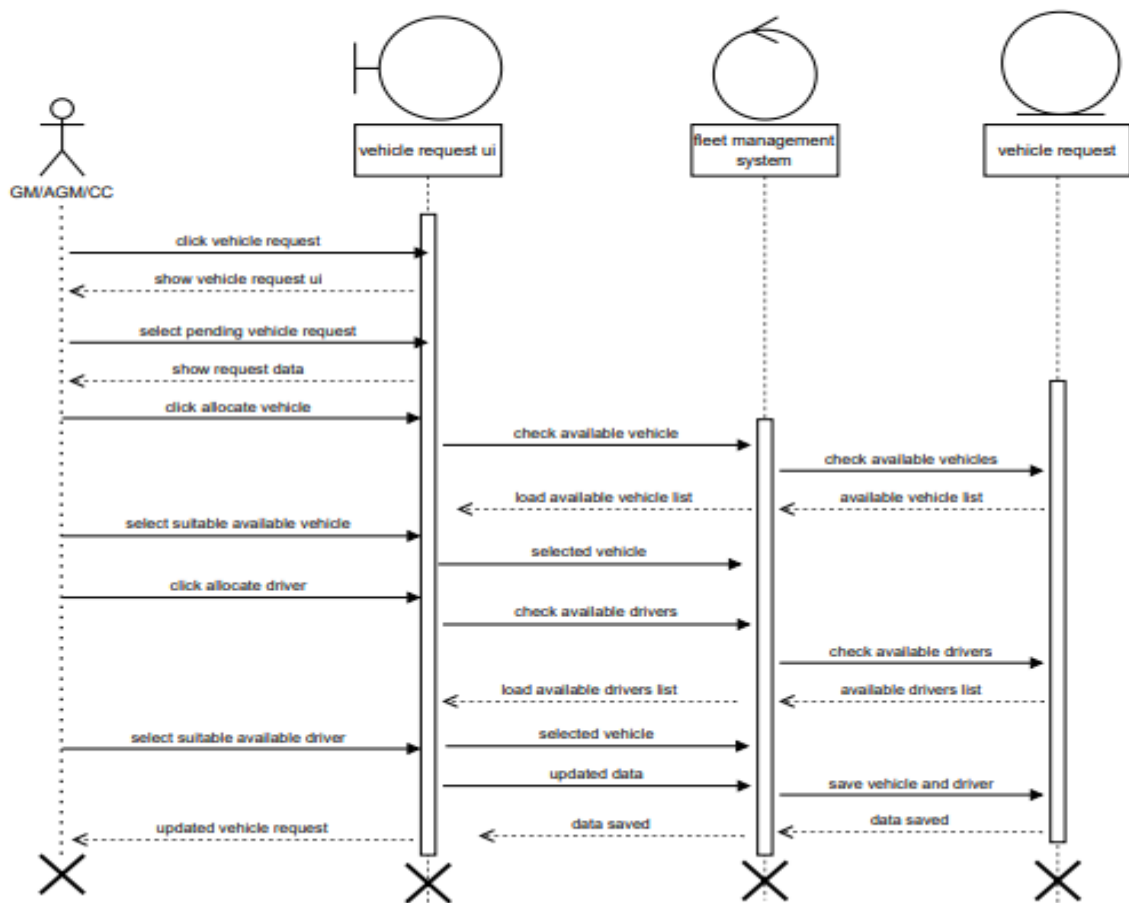 GM/AGM/CC
vehicle request ui
fleet management
system
vehicle request
click vehicle request
show vehicle request ui
select pending vehicle request
show request data
click allocate vehicle
check available vehicle
check available vehicles
load available vehicle list
available vehicle list
select suitable available vehicle
selected vehicle
click allocate driver
check available drivers
check available drivers
load available drivers list
available drivers list
select suitable available driver
selected vehicle
updated data
save vehicle and driver
updated vehicle request
data saved
data saved